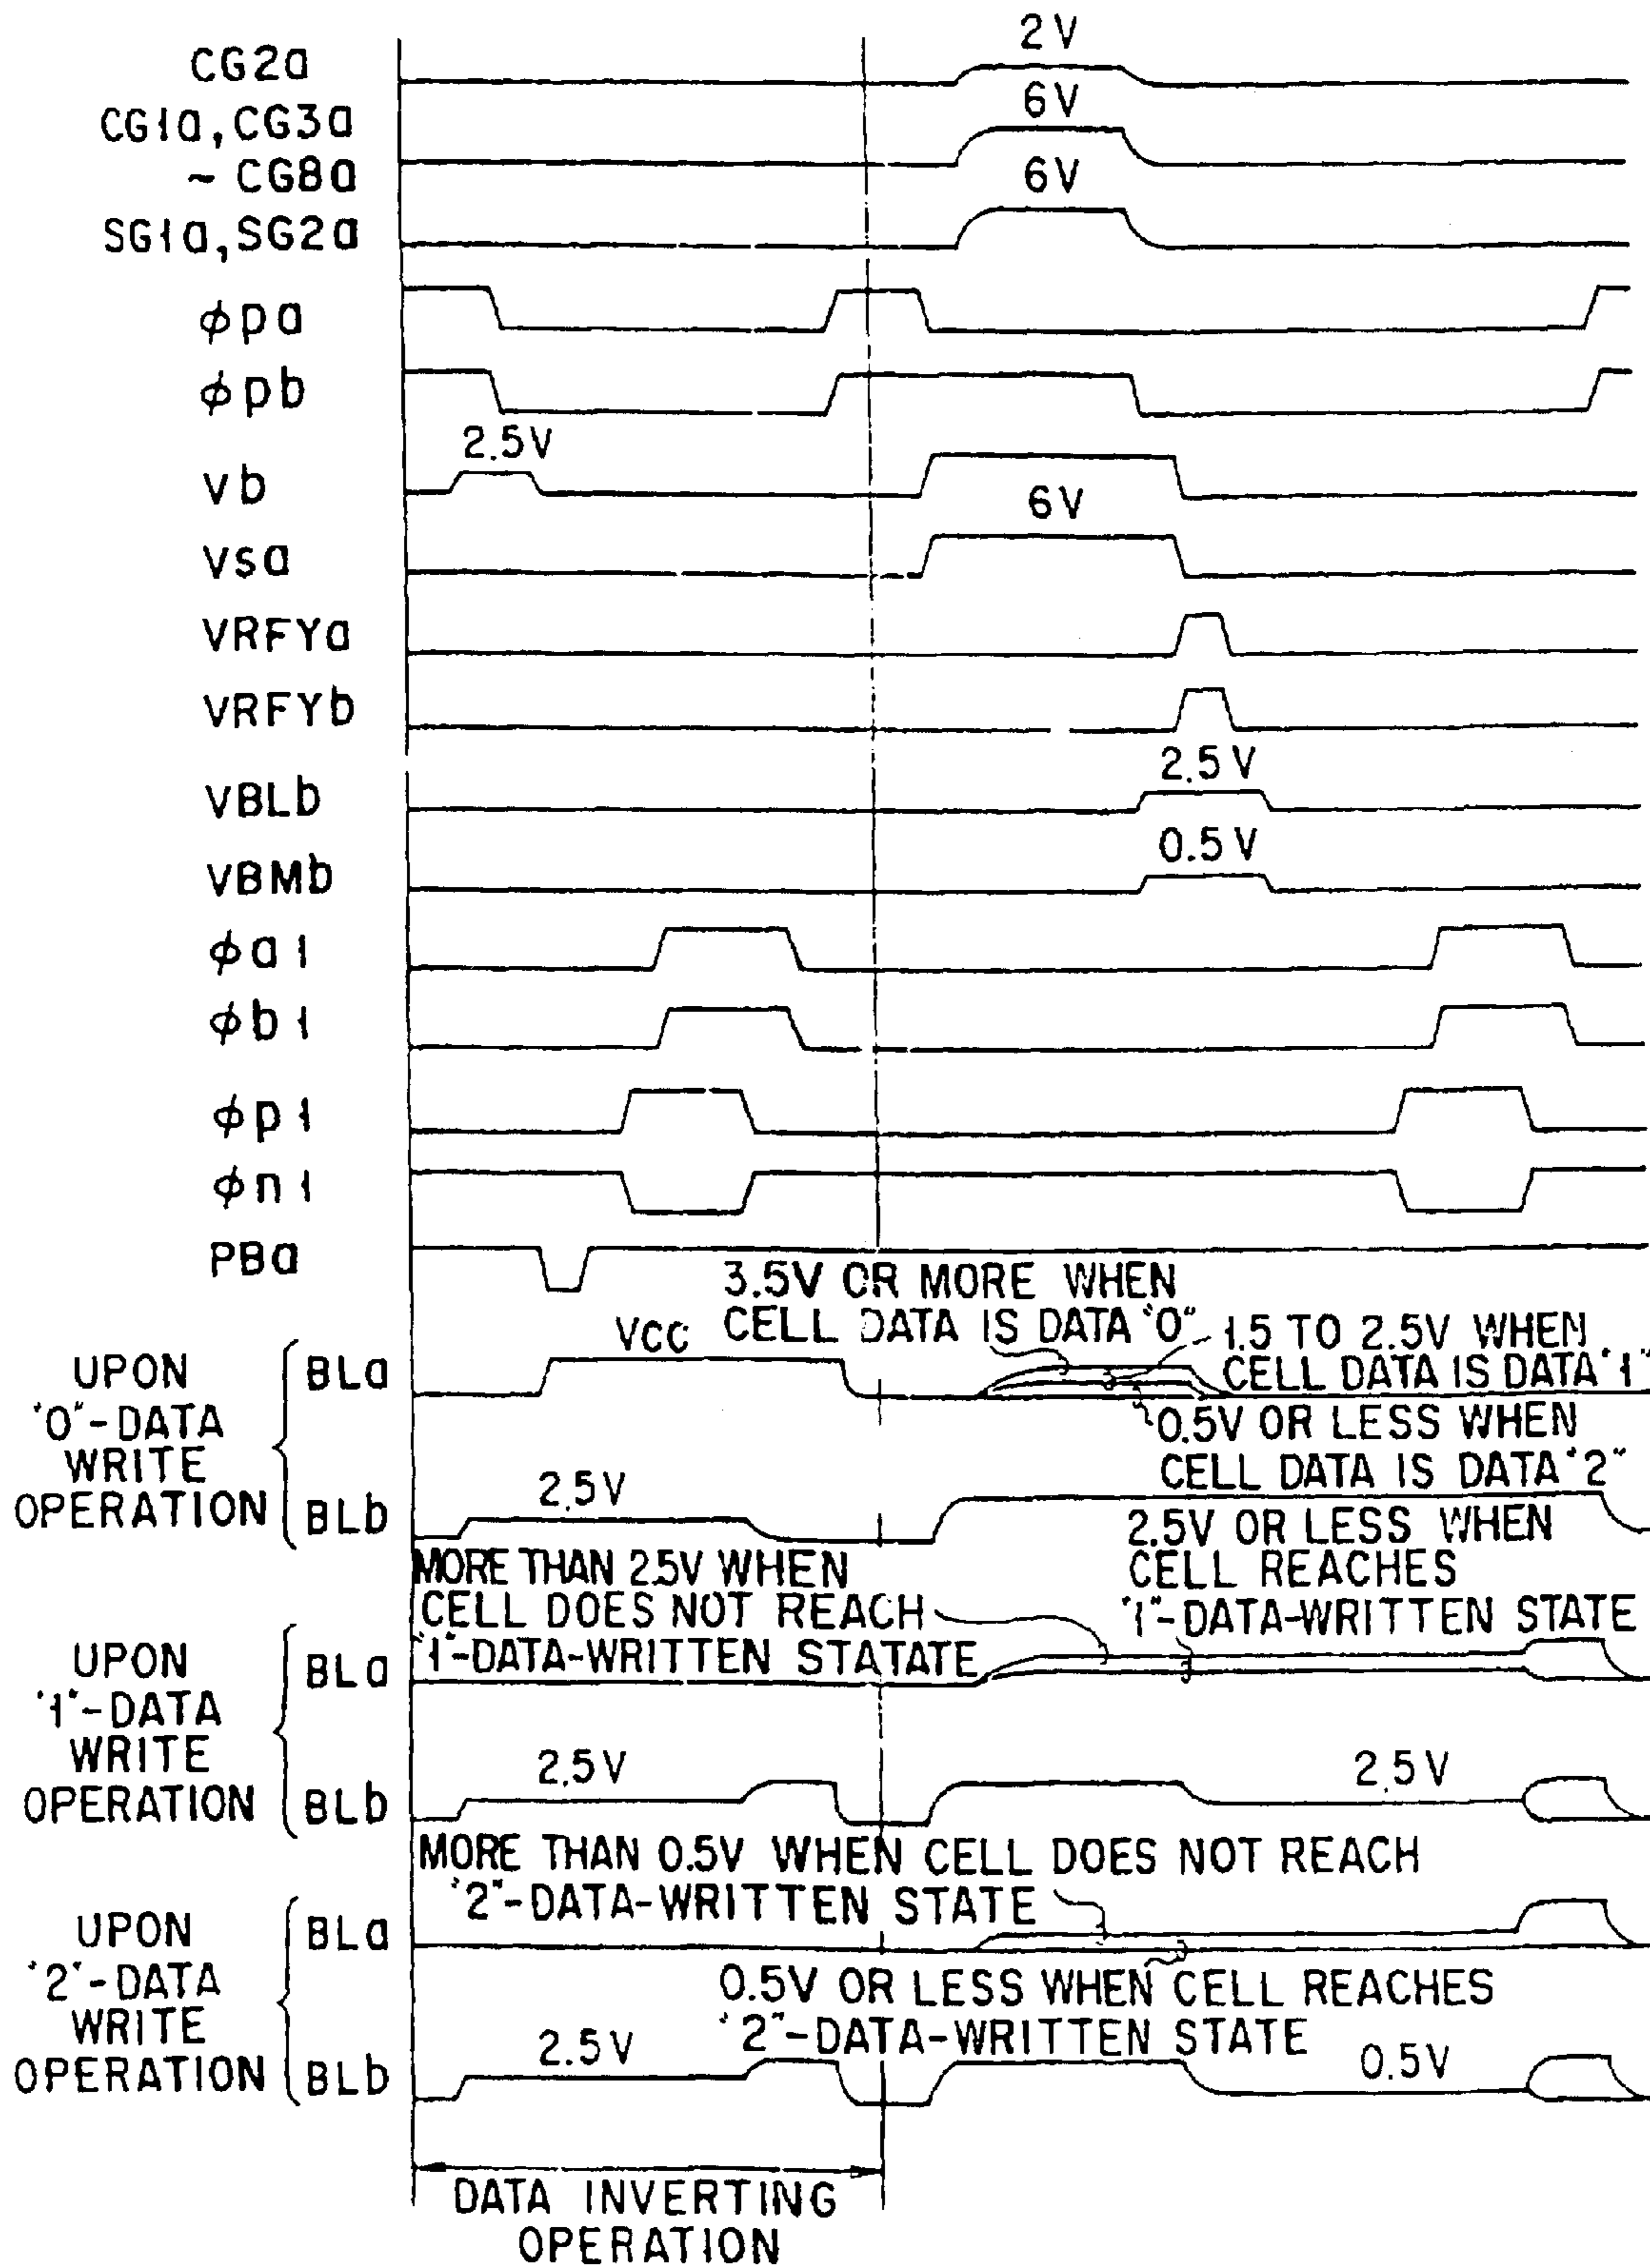 2V
CG2a
6V
CG1a,CG3a
~ CG8a
6V
SG1a,SG2a
φpa
φpb
2.5V
Vb
6V
Vsa
VRFYa
VRFYb
2.5V
VBLb
0.5V
VBMb
φa1
φb1
φp1
φn1
PBa
3.5V OR MORE WHEN
CELL DATA IS DATA "0"
VCC
1.5 TO 2.5V WHEN
CELL DATA IS DATA "1"
0.5V OR LESS WHEN
CELL DATA IS DATA "2"
UPON
"0"-DATA
WRITE
OPERATION
BLa
2.5V
BLb
MORE THAN 2.5V WHEN
CELL DOES NOT REACH
"1"-DATA-WRITTEN STATATE
2.5V OR LESS WHEN
CELL REACHES
"1"-DATA-WRITTEN STATE
UPON
"1"-DATA
WRITE
OPERATION
BLa
2.5V
2.5V
BLb
MORE THAN 0.5V WHEN CELL DOES NOT REACH
"2"-DATA-WRITTEN STATE
UPON
"2"-DATA
WRITE
OPERATION
BLa
0.5V OR LESS WHEN CELL REACHES
"2"-DATA-WRITTEN STATE
2.5V
0.5V
BLb
DATA INVERTING
OPERATION